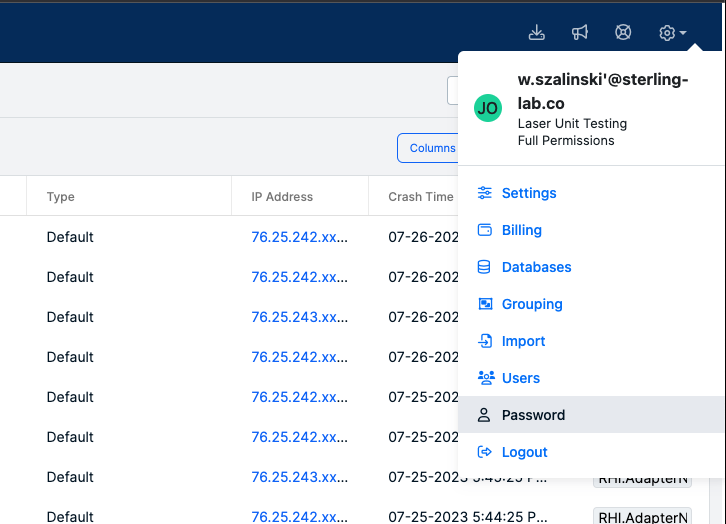 w.szalinski'@sterling-
lab.co
JO
Laser Unit Testing
Full Permissions
Columns
Type IP Address Crash Time
Default 76.25.242.xx... 07-26-202
Default 76.25.242.xx... 07-26-202
Default 76.25.243.xx... 07-26-202
Default 76.25.242.xx... 07-26-202
Default 76.25.242.xx... 07-25-202
Default 76.25.242.xx... 07-25-202
Default 76.25.243.xx... 07-25-2023 5:45:25 P... RHI.AdapterN
Default 76.25.242.xx... 07-25-2023 5:44:25 P... RHI.AdapterN
Settings
Billing
Databases
Grouping
Import
Users
Password
Logout